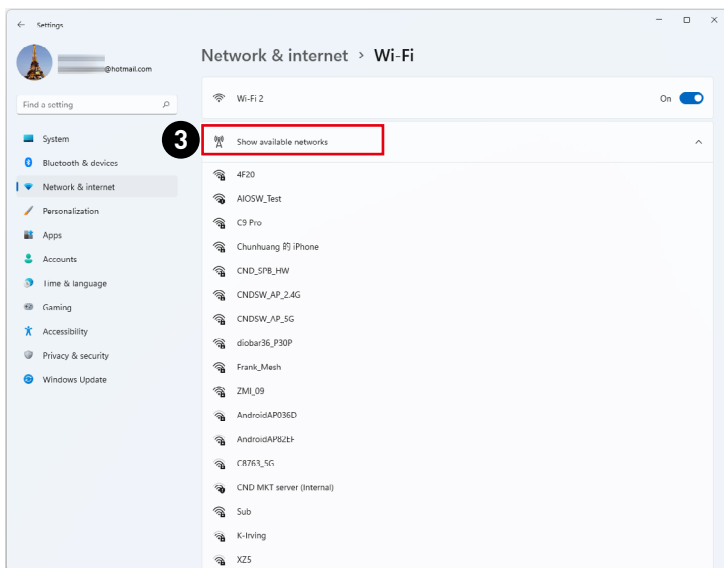 Settings
@hotmail.com
Find a setting
System
Bluetooth & devices
Network & internet
Personalization
Apps
Accounts
Time & language
Gaming
Accessibility
Privacy & security
Windows Update
Network & internet › Wi-Fi
Wi-Fi 2
On
3
Show available networks
4F20
AIOSW_Test
C9 Pro
Chunhuang 的 iPhone
CND_SPB_HW
CNDSW_AP_2.4G
CNDSW_AP_5G
diobar36_P30P
Frank_Mesh
ZMI_09
AndroidAP036D
AndroidAP82EF
C8763_5G
CND MKT server (Internal)
Sub
K-Irving
XZ5